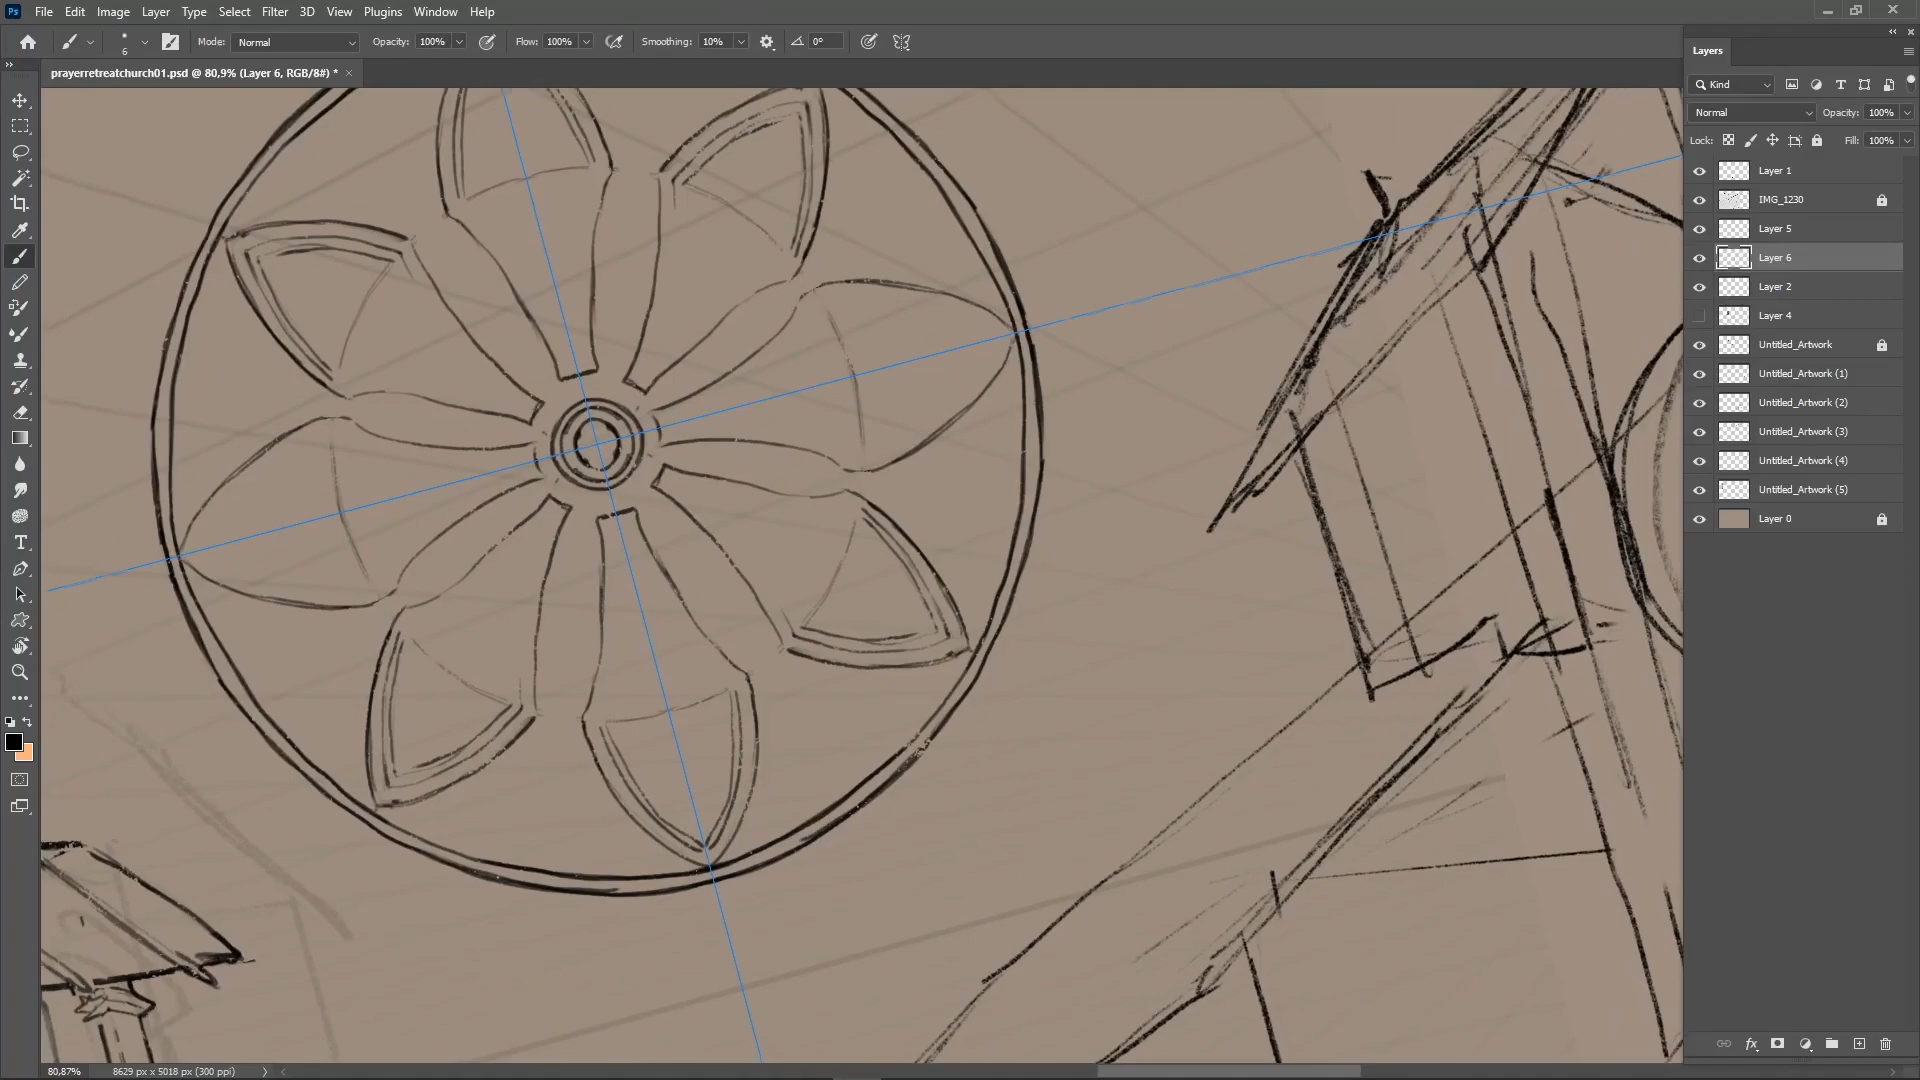 File Edit Image Layer Type Select Filter 3D View Plugins Window Help
6 Mode: Normal Opacity: 100% Flow: 100% Smoothing: 10% 0°
prayerretreatchurch01.psd @ 80,9% (Layer 6, RGB/8#) *
Layers
Kind
Normal Opacity: 100%
Lock: Fill: 100%
Layer 1
IMG_1230
Layer 5
Layer 6
Layer 2
Layer 4
Untitled_Artwork
Untitled_Artwork (1)
Untitled_Artwork (2)
Untitled_Artwork (3)
Untitled_Artwork (4)
Untitled_Artwork (5)
Layer 0
80,87% 8629 px x 5018 px (300 ppi)